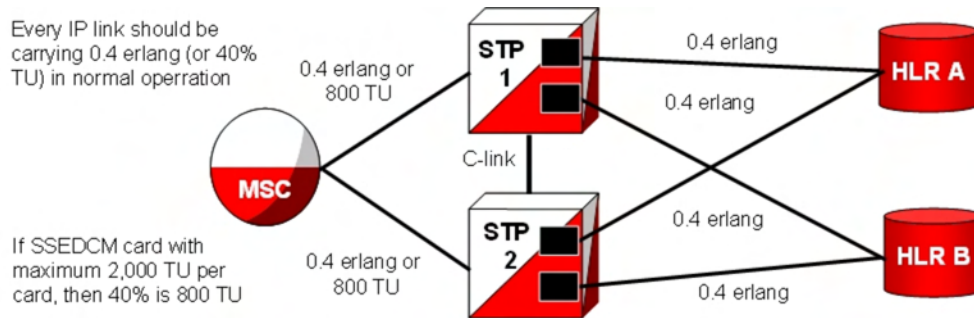 Every IP link should be
carrying 0.4 erlang (or 40%
TU) in normal operration
0.4 erlang or
800 TU
STP
1
0.4 erlang
HLR A
0.4 erlang
MSC
C-link
If SSEDCM card with
maximum 2,000 TU per
card, then 40% is 800 TU
0.4 erlang or
800 TU
STP
2
0.4 erlang
HLR B
0.4 erlang